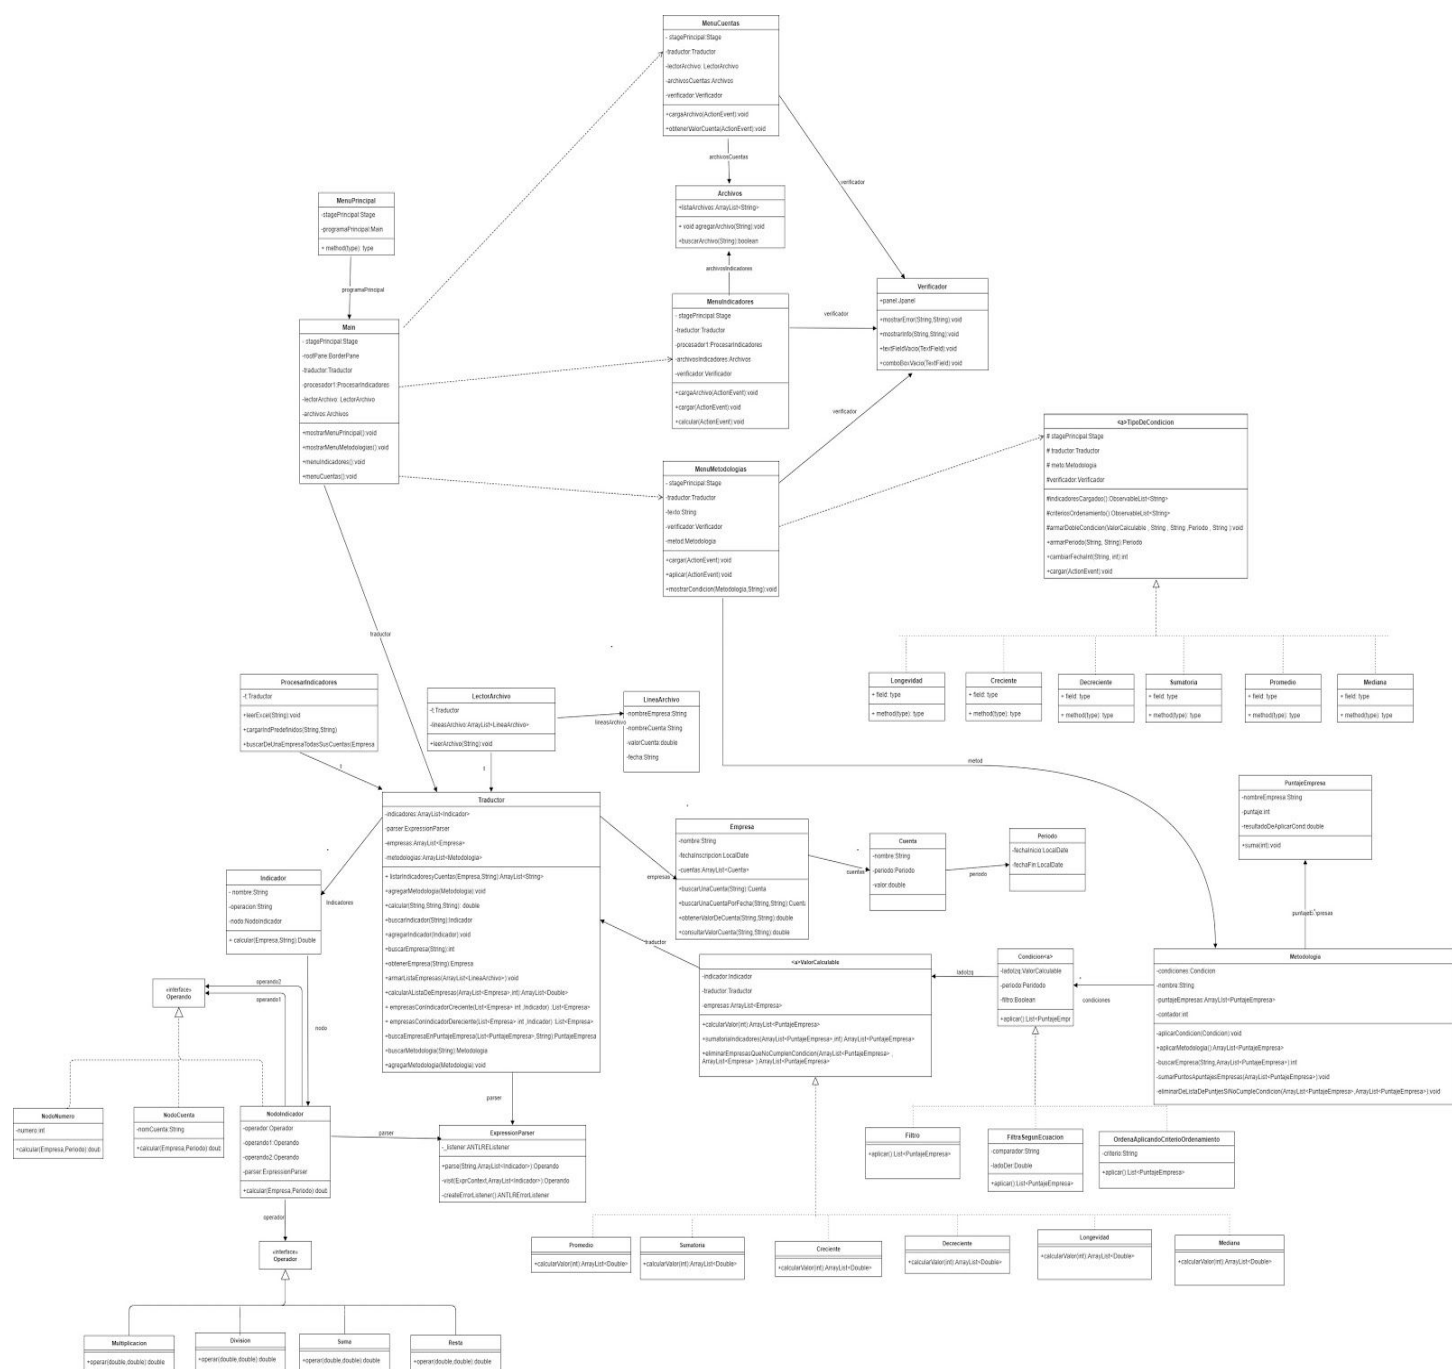 MenuCuentas
- stagePrincipal:Stage
-traductor:Traductor
-lectorArchivo: LectorArchivo
-archivosCuentas:Archivos
-verificador:Verificador
+cargaArchivo(ActionEvent):void
+obtenerValorCuenta(ActionEvent):void
archivosCuentas
verificador
Archivos
+listaArchivos:ArrayList<String>
+ void agregarArchivo(String):void
+buscarArchivo(String):boolean
archivosIndicadores
MenuPrincipal
-stagePrincipal:Stage
-programaPrincipal:Main
+ method(type): type
programaPrincipal
Verificador
+panel:Jpanel
+mostrarError(String,String):void
+mostrarInfo(String,String):void
+textFieldVacio(TextField):void
+comboBoxVacio(TextField):void
MenuIndicadores
- stagePrincipal:Stage
-traductor:Traductor
-procesador1:ProcesarIndicadores
-archivosIndicadores:Archivos
-verificador:Verificador
+cargaArchivo(ActionEvent):void
+cargar(ActionEvent):void
+calcular(ActionEvent):void
verificador
verificador
Main
- stagePrincipal:Stage
-rootPane:BorderPane
-traductor:Traductor
-procesador1:ProcesarIndicadores
-lectorArchivo: LectorArchivo
-archivos:Archivos
+mostrarMenuPrincipal():void
+mostrarMenuMetodologias():void
+menuIndicadores():void
+menuCuentas():void
traductor
MenuMetodologias
- stagePrincipal:Stage
-traductor:Traductor
-texto:String
-verificador:Verificador
-metod:Metodologia
+cargar(ActionEvent):void
+aplicar(ActionEvent):void
+mostrarCondicion(Metodologia,String):void
metod
<a>TipoDeCondicion
# stagePrincipal:Stage
# traductor:Traductor
# meto:Metodologia
#verificador:Verificador
#indicadoresCargados():ObservableList<String>
#criteriosOrdenamiento():ObservableList<String>
#armarDobleCondicion(ValorCalculable , String , String ,Periodo , String ):void
+armarPeriodo(String, String):Periodo
+cambiarFechaInt(String, int):int
+cargar(ActionEvent):void
Longevidad
+ field: type
+ method(type): type
Creciente
+ field: type
+ method(type): type
Decreciente
+ field: type
+ method(type): type
Sumatoria
+ field: type
+ method(type): type
Promedio
+ field: type
+ method(type): type
Mediana
+ field: type
+ method(type): type
ProcesarIndicadores
-t:Traductor
+leerExcel(String):void
+cargarIndPredefinidos(String,String)
+buscarDeUnaEmpresaTodasSusCuentas(Empresa
t
LectorArchivo
-t:Traductor
-lineasArchivo:ArrayList<LineaArchivo>
+leerArchivo(String):void
t
lineasArchivo
LineaArchivo
-nombreEmpresa:String
-nombreCuenta:String
-valorCuenta:double
-fecha:String
Traductor
-indicadores:ArrayList<Indicador>
-parser:ExpressionParser
-empresas:ArrayList<Empresa>
-metodologias:ArrayList<Metodologia>
+ listarIndicadoresyCuentas(Empresa,String):ArrayList<String>
+agregarMetodologia(Metodologia):void
+calcular(String,String,String): double
+buscarIndicador(String):Indicador
+agregarIndicador(Indicador):void
+buscarEmpresa(String):int
+obtenerEmpresa(String):Empresa
+armarListaEmpresas(ArrayList<LineaArchivo>):void
+calcularAListaDeEmpresas(ArrayList<Empresa>,int):ArrayList<Double>
+ empresasConIndicadorCreciente(List<Empresa> int ,Indicador) :List<Empresa>
+ empresasConIndicadorDereciente(List<Empresa> int ,Indicador) : List<Empresa>
+buscaEmpresaEnPuntajeEmpresa(List<PuntajeEmpresa>,String):PuntajeEmpresa
+buscarMetodologia(String):Metodologia
+agregarMetodologia(Metodologia):void
Indicadores
empresas
traductor
parser
Indicador
- nombre:String
-operacion:String
-nodo:NodoIndicador
+ calcular(Empresa,String):Double
nodo
Empresa
-nombre:String
-fechaInscripcion:LocalDate
-cuentas:ArrayList<Cuenta>
+buscarUnaCuenta(String):Cuenta
+buscarUnaCuentaPorFecha(String,String):Cuent
+obtenerValorDeCuenta(String,String):double
+consultarValorCuenta(String,String):double
cuentas
Cuenta
-nombre:String
-periodo:Periodo
-valor:double
periodo
Periodo
-fechaInicio:LocalDate
-fechaFin:LocalDate
PuntajeEmpresa
-nombreEmpresa:String
-puntaje:int
-resultadoDeAplicarCond:double
+suma(int):void
<a>ValorCalculable
-indicador:Indicador
-traductor:Traductor
-empresas:ArrayList<Empresa>
+calcularValor(int):ArrayList<PuntajeEmpresa>
+sumatoriaIndicadores(ArrayList<PuntajeEmpresa>,int):ArrayList<PuntajeEmpresa>
+eliminarEmpresasQueNoCumplenCondicion(ArrayList<PuntajeEmpresa> ,
ArrayList<Empresa> ):ArrayList<PuntajeEmpresa>
ladoIzq
Condicion<a>
-ladoIzq:ValorCalculable
-periodo:Peridodo
-filtro:Boolean
+aplicar():List<PuntajeEmpr
condiciones
Metodologia
-condiciones:Condicion
-nombre:String
-puntajeEmpresas:ArrayList<PuntajeEmpresa>
-contador:int
-aplicarCondicion(Condicion):void
+aplicarMetodologia():ArrayList<PuntajeEmpresa>
-buscarEmpresa(String,ArrayList<PuntajeEmpresa>):int
-sumarPuntosApuntajesEmpresas(ArrayList<PuntajeEmpresa>):void
-eliminarDeListaDePuntjesSiNoCumpleCondicion(ArrayList<PuntajeEmpresa>,ArrayList<PuntajeEmpresa>):void
«interface»
Operando
operando2
operando1
NodoNumero
-numero:int
+calcular(Empresa,Periodo):doub
NodoCuenta
-nomCuenta:String
+calcular(Empresa,Periodo):doub
NodoIndicador
-operador:Operador
-operando1:Operando
-operando2:Operando
-parser:ExpressionParser
+calcular(Empresa,Periodo):doub
parser
operador
ExpressionParser
-_listener:ANTLREListener
+parse(String,ArrayList<Indicador>):Operando
-visit(ExprContext,ArrayList<Indicador>):Operando
-createErrorListener():ANTLRErrorListener
Filtro
+aplicar():List<PuntajeEmpresa>
FiltraSegunEcuacion
-comparador:String
-ladoDer:Double
+aplicar():List<PuntajeEmpresa>
OrdenaAplicandoCriterioOrdenamiento
-criterio:String
+aplicar():List<PuntajeEmpresa>
Promedio
+calcularValor(int):ArrayList<Double>
Sumatoria
+calcularValor(int):ArrayList<Double>
Creciente
+calcularValor(int):ArrayList<Double>
Decreciente
+calcularValor(int):ArrayList<Double>
Longevidad
+calcularValor(int):ArrayList<Double>
Mediana
+calcularValor(int):ArrayList<Double>
«interface»
Operador
Multiplicacion
+operar(double,double):double
Division
+operar(double,double):double
Suma
+operar(double,double):double
Resta
+operar(double,double):double